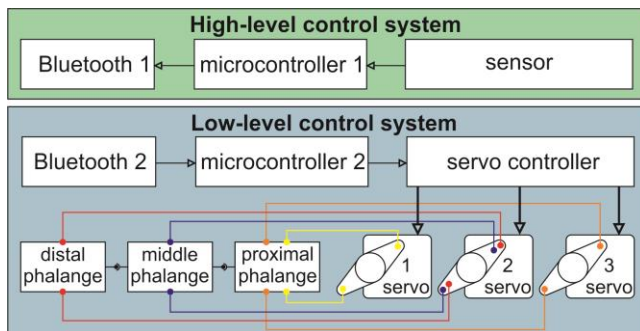 High-level control system
Bluetooth 1
microcontroller 1
sensor
Low-level control system
Bluetooth 2
microcontroller 2
servo controller
distal
phalange
middle
phalange
proximal
phalange
1
servo
2
servo
3
servo